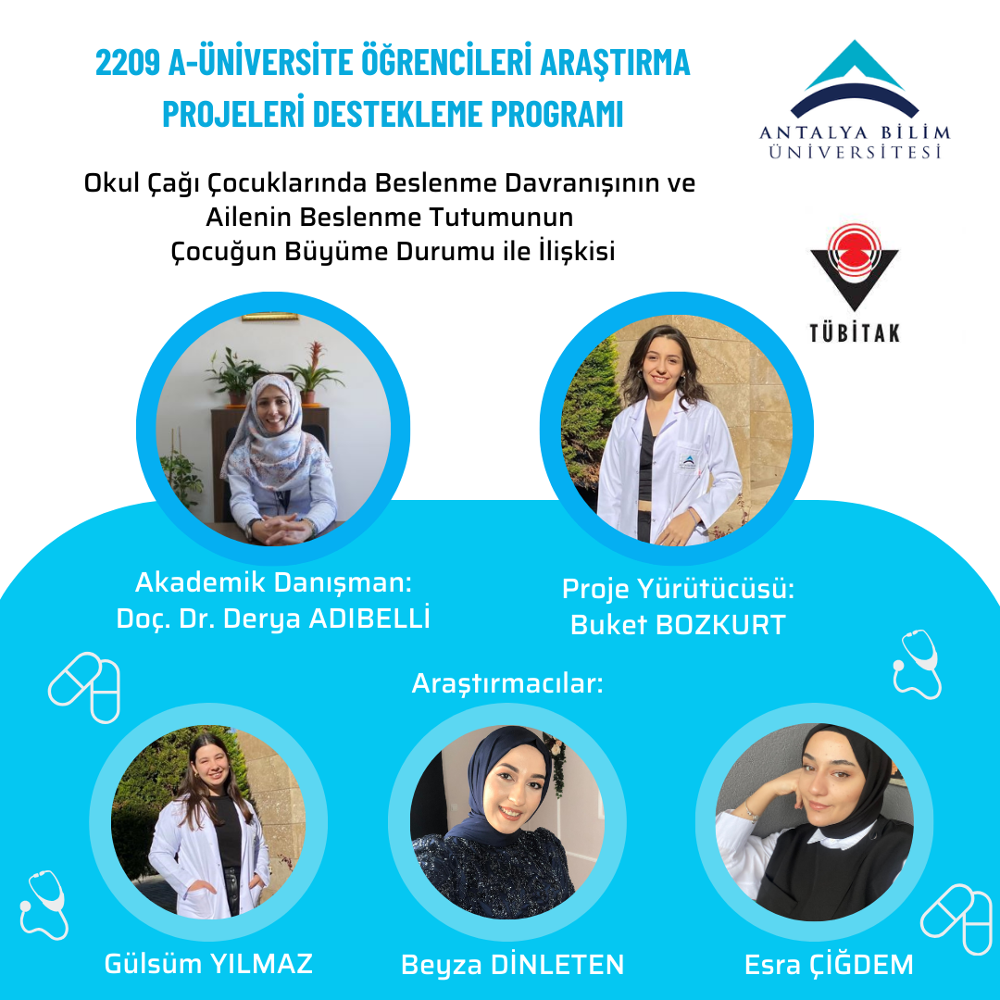 2209 A-ÜNİVERSİTE ÖĞRENCİLERİ ARAŞTIRMA
PROJELERİ DESTEKLEME PROGRAMI
ANTALYA BİLİM
ÜNİVERSİTESİ
Okul Çağı Çocuklarında Beslenme Davranışının ve
Ailenin Beslenme Tutumunun
Çocuğun Büyüme Durumu ile İlişkisi
TÜBİTAK
Akademik Danışman:
Doç. Dr. Derya ADIBELLİ
Proje Yürütücüsü:
Buket BOZKURT
Araştırmacılar:
Gülsüm YILMAZ
Beyza DİNLETEN
Esra ÇİĞDEM